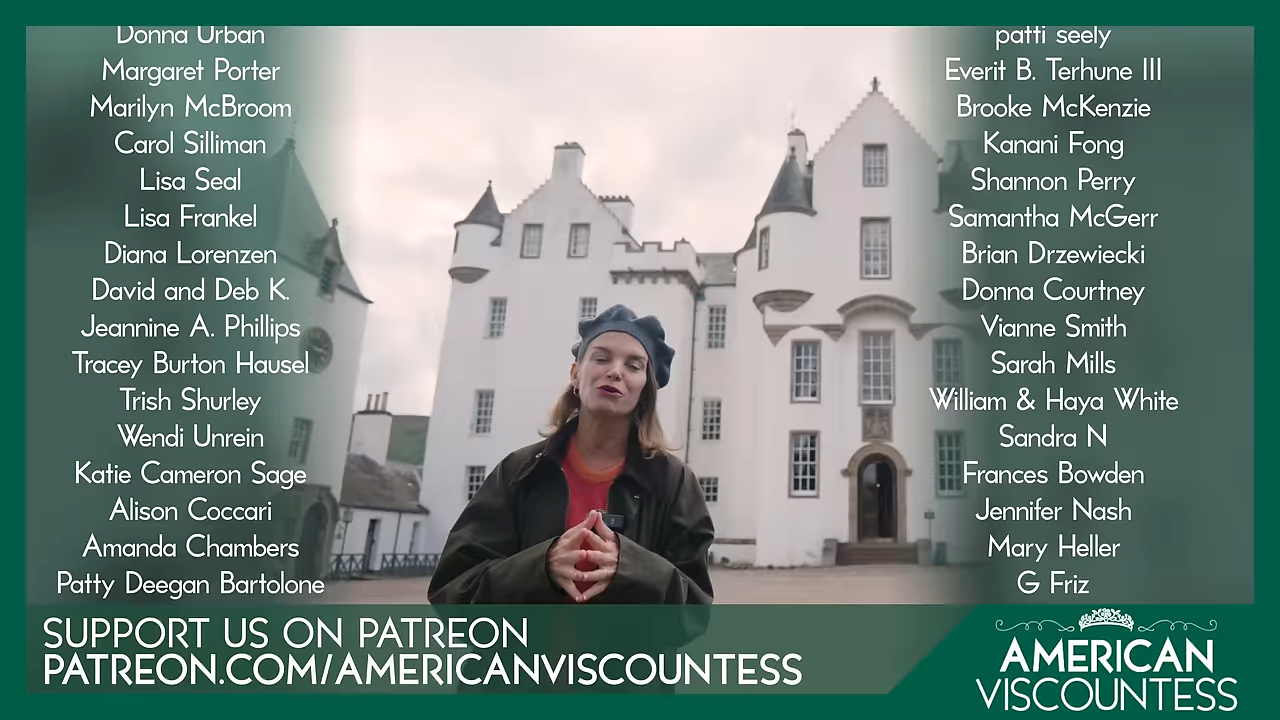 Donna Urban
Margaret Porter
Marilyn McBroom
Carol Silliman
Lisa Seal
Lisa Frankel
Diana Lorenzen
David and Deb K.
Jeannine A. Phillips
Tracey Burton Hausel
Trish Shurley
Wendi Unrein
Katie Cameron Sage
Alison Coccari
Amanda Chambers
Patty Deegan Bartolone
patti seely
Everit B. Terhune III
Brooke McKenzie
Kanani Fong
Shannon Perry
Samantha McGerr
Brian Drzewiecki
Donna Courtney
Vianne Smith
Sarah Mills
William & Haya White
Sandra N
Frances Bowden
Jennifer Nash
Mary Heller
G Friz
SUPPORT US ON PATREON
PATREON.COM/AMERICANVISCOUNTESS
AMERICAN
VISCOUNTESS